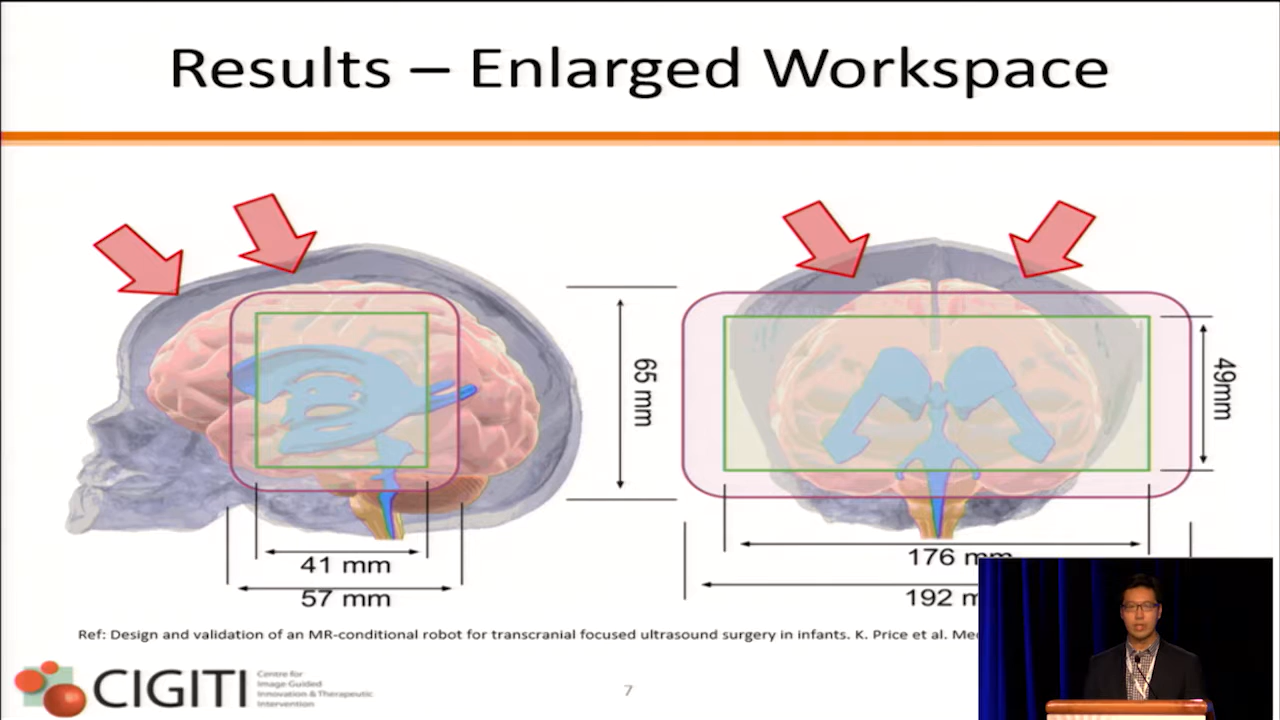 Results – Enlarged Workspace
65 mm
49mm
41 mm
57 mm
176 mm
192 m
Ref: Design and validation of an MR-conditional robot for transcranial focused ultrasound surgery in infants. K. Price et al. Med
CIGITI
Centre for
Image-Guided
Innovation & Therapeutic
Intervention
7